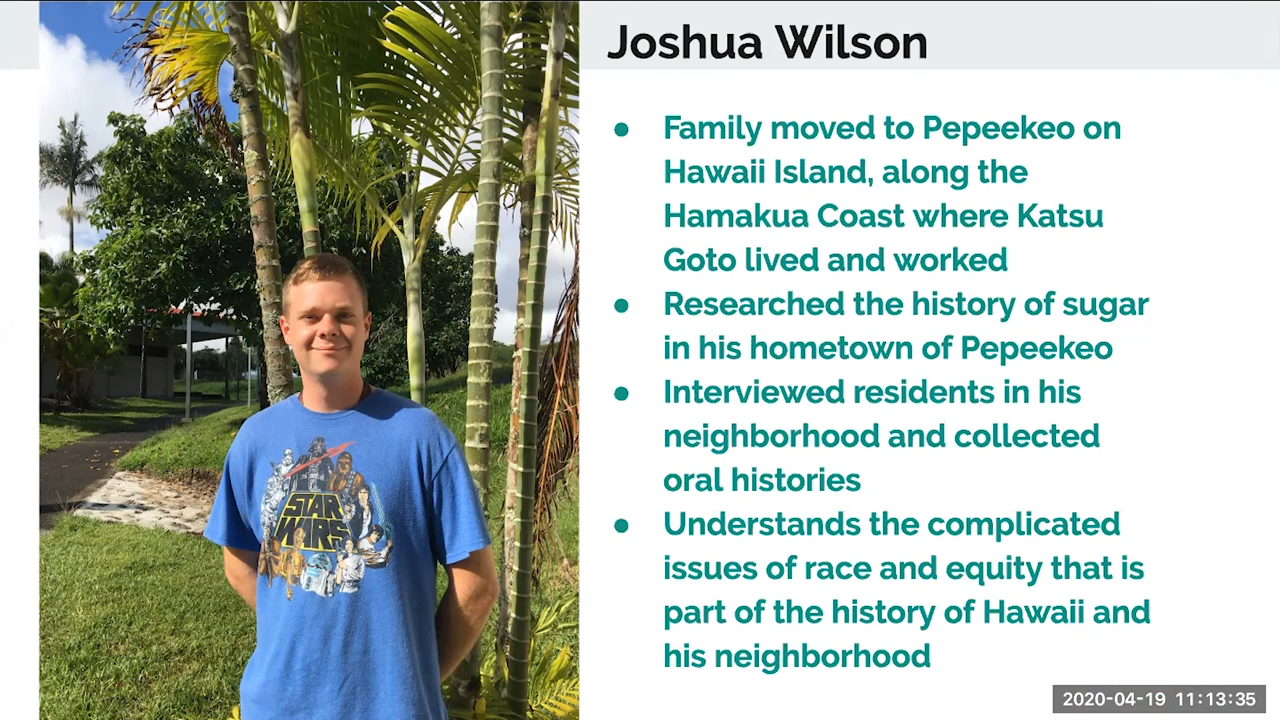 Joshua Wilson
● Family moved to Pepeekeo on
Hawaii Island, along the
Hamakua Coast where Katsu
Goto lived and worked
● Researched the history of sugar
in his hometown of Pepeekeo
● Interviewed residents in his
neighborhood and collected
oral histories
● Understands the complicated
issues of race and equity that is
part of the history of Hawaii and
his neighborhood
STAR
WARS
2020-04-19 11:13:35